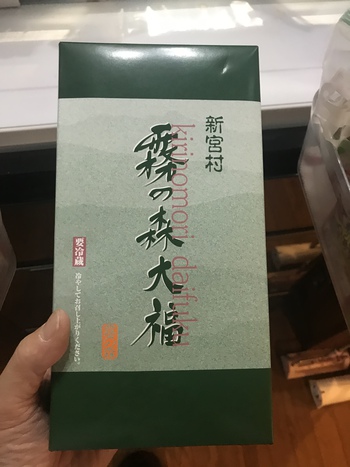 新宮村
霧の森大福
kirinomori daifuku
要冷蔵
冷やしてお召し上がりください。